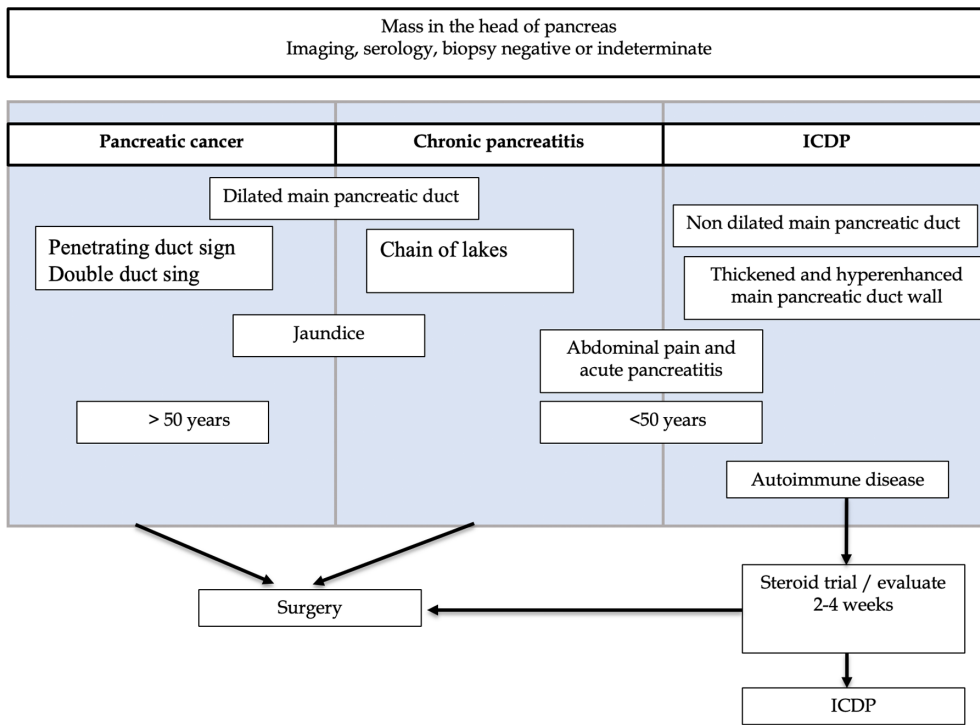 Mass in the head of pancreas
Imaging, serology, biopsy negative or indeterminate
Pancreatic cancer
Chronic pancreatitis
ICDP
Dilated main pancreatic duct
Non dilated main pancreatic duct
Penetrating duct sign
Double duct sing
Chain of lakes
Thickened and hyperenhanced
main pancreatic duct wall
Jaundice
Abdominal pain and
acute pancreatitis
> 50 years
<50 years
Autoimmune disease
Steroid trial / evaluate
2-4 weeks
Surgery
ICDP